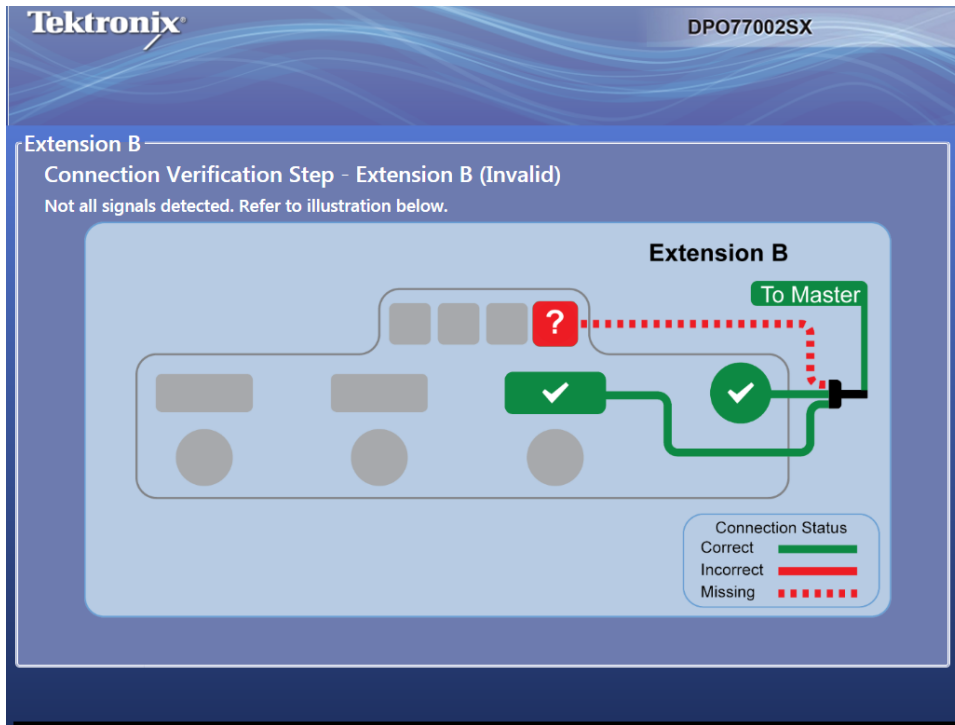 Tektronix®
DPO77002SX
Extension B
Connection Verification Step - Extension B (Invalid)
Not all signals detected. Refer to illustration below.
Extension B
To Master
?
Connection Status
Correct
Incorrect
Missing